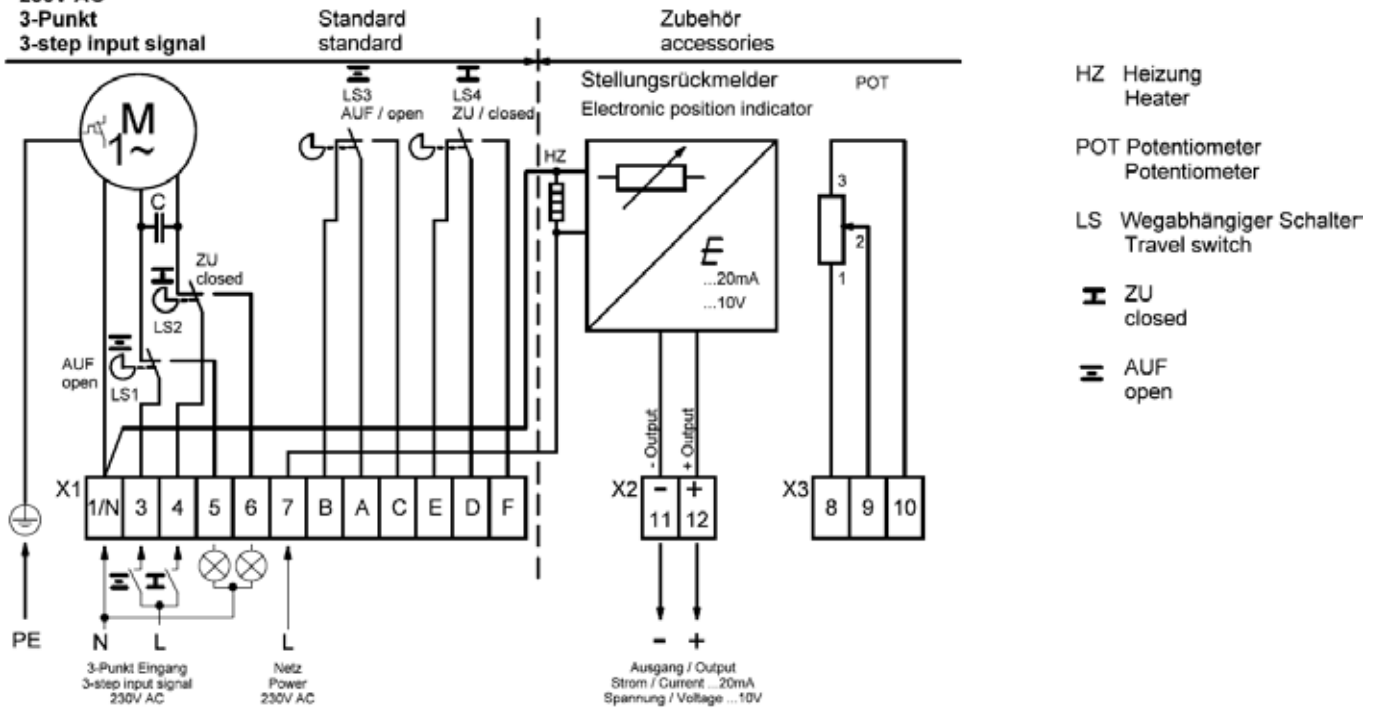 230V AC
3-Punkt
3-step input signal
Standard
standard
Zubehör
accessories
LS3
AUF / open
LS4
ZU / closed
Stellungsrückmelder
Electronic position indicator
POT
HZ Heizung
Heater
POT Potentiometer
Potentiometer
LS Wegabhängiger Schalter
Travel switch
ZU
closed
AUF
open
M
1~
C
HZ
3
2
1
E
...20mA
...10V
ZU
closed
LS2
AUF
open
LS1
- Output
+ Output
X1
1/N 3 4 5 6 7 B A C E D F
X2
- +
11 12
X3
8 9 10
PE
N L
L
- +
3-Punkt Eingang
3-step input signal
230V AC
Netz
Power
230V AC
Ausgang / Output
Strom / Current ...20mA
Spannung / Voltage ...10V